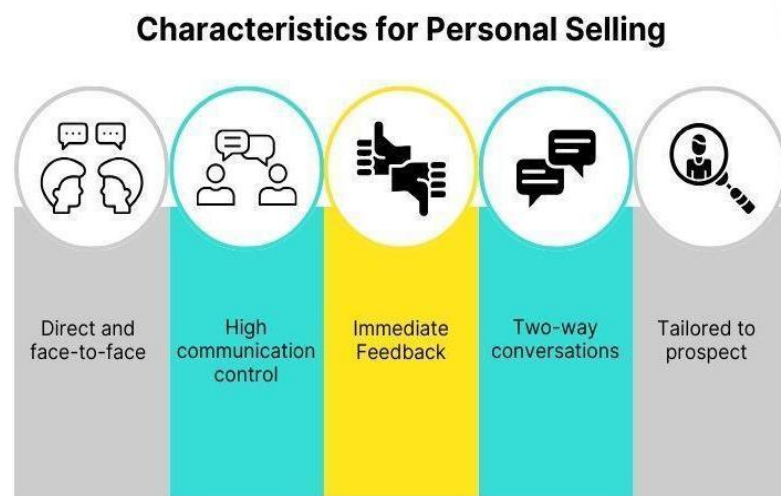 Characteristics for Personal Selling
Direct and
face-to-face
High
communication
control
Immediate
Feedback
Two-way
conversations
Tailored to
prospect